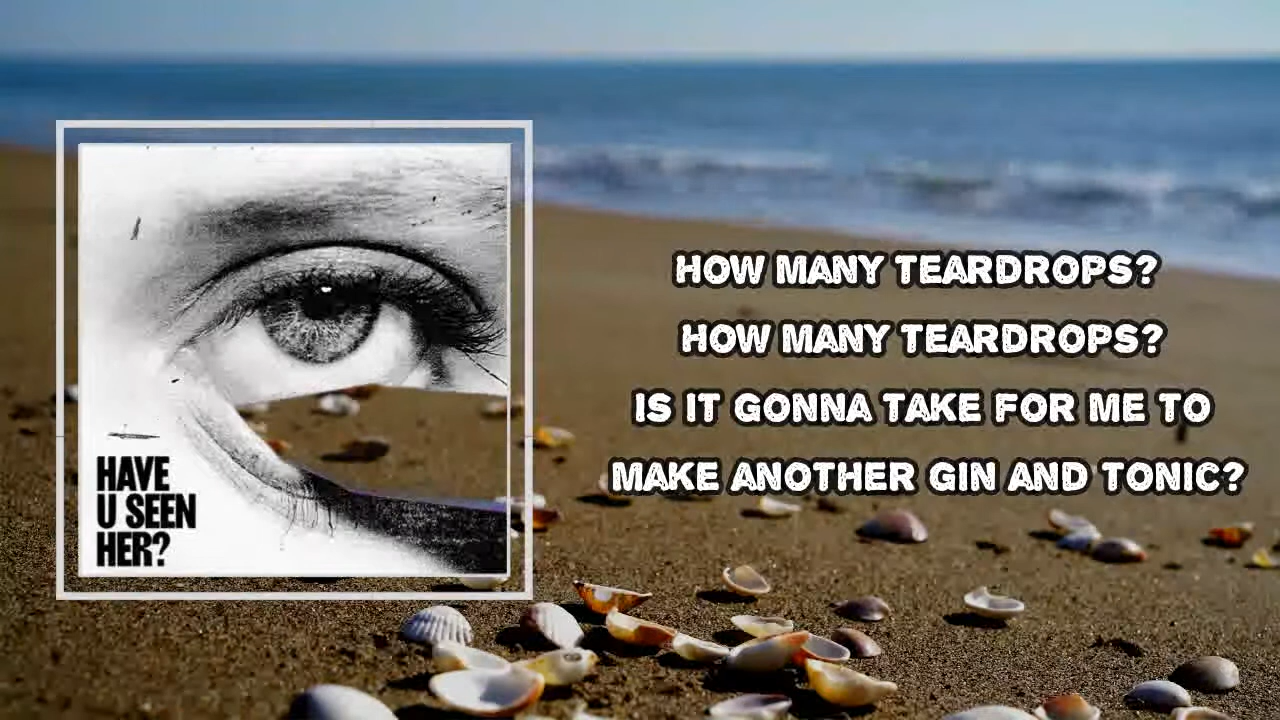 HAVE
U SEEN
HER?
HOW MANY TEARDROPS?
HOW MANY TEARDROPS?
IS IT GONNA TAKE FOR ME TO
MAKE ANOTHER GIN AND TONIC?